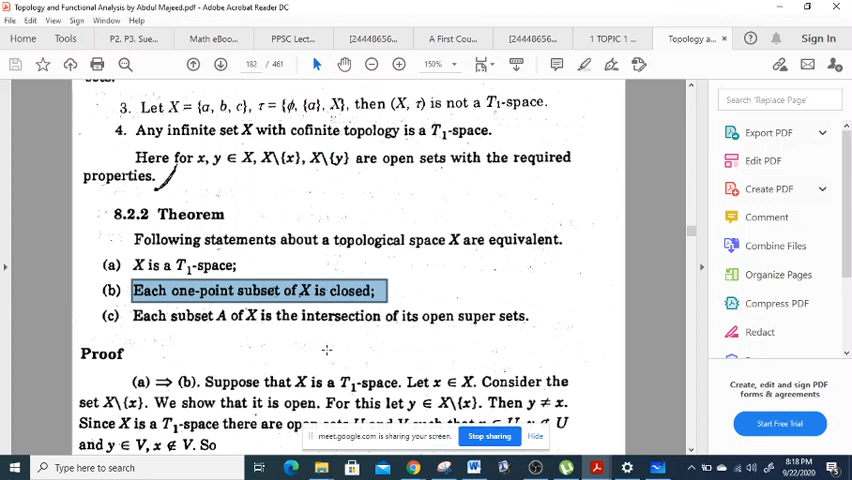 Topology and Functional Analysis by Abdul Majeed.pdf - Adobe Acrobat Reader DC
File Edit View Sign Window Help
Home Tools P2, P3. Sue... Math eBoo... PPSC Lectur... [24448656... A First Cour... [24448656... 1 TOPIC 1 ... Topology a... × Sign In
182 / 461 150%
sets.
3. Let X = {a, b, c}, τ = {ϕ, {a}, X}, then (X, τ) is not a T₁-space.
4. Any infinite set X with cofinite topology is a T₁-space.
Here for x, y ∈ X, X\{x}, X\{y} are open sets with the required
properties.
8.2.2 Theorem
Following statements about a topological space X are equivalent.
(a) X is a T₁-space;
(b) Each one-point subset of X is closed;
(c) Each subset A of X is the intersection of its open super sets.
Proof
(a) ⇒ (b). Suppose that X is a T₁-space. Let x ∈ X. Consider the
set X\{x}. We show that it is open. For this let y ∈ X\{x}. Then y ≠ x.
Since X is a T₁-space there are open sets U and V such that x ∈ U, y ∉ U
and y ∈ V, x ∉ V. So
meet.google.com is sharing your screen. Stop sharing Hide
Search 'Replace Page'
Export PDF
Edit PDF
Create PDF
Comment
Combine Files
Organize Pages
Compress PDF
Redact
Create, edit and sign PDF
forms & agreements
Start Free Trial
Type here to search
8:18 PM
9/22/2020